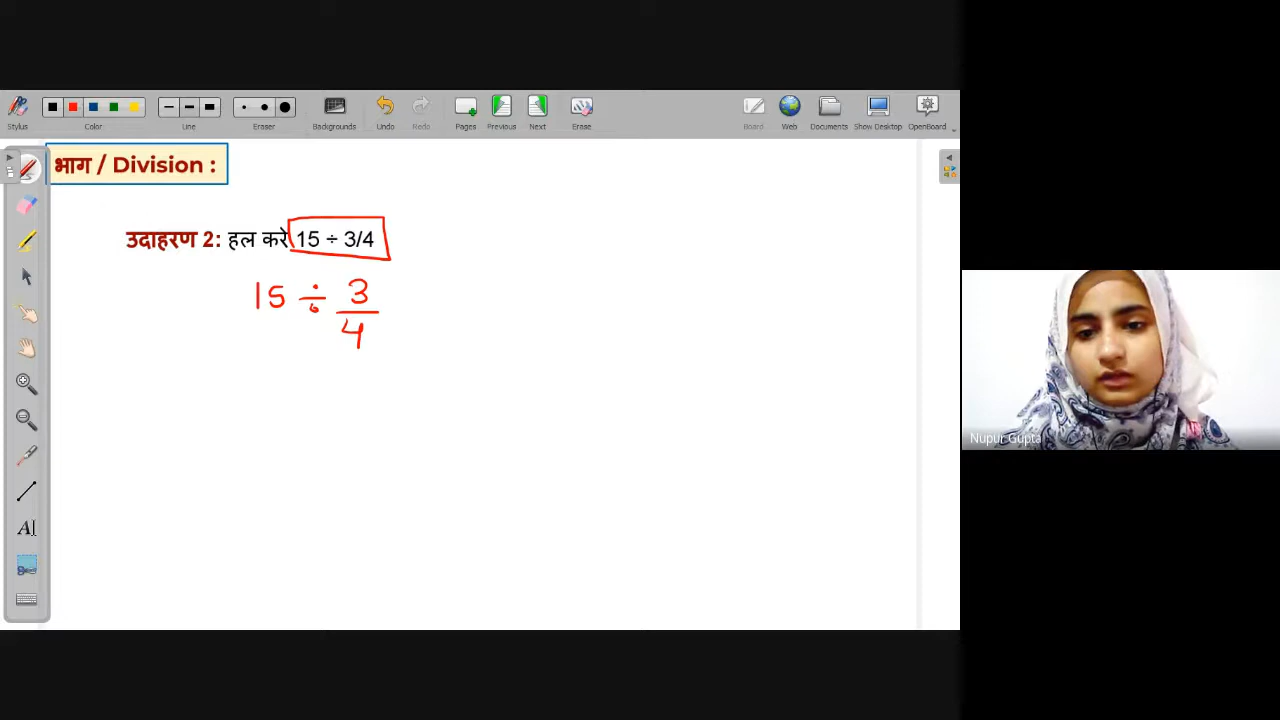 Stylus Color Line Eraser Backgrounds Undo Redo Pages Previous Next Erase Board Web Documents Show Desktop OpenBoard
भाग / Division :
उदाहरण 2: हल करे 15 ÷ 3/4
15 ÷ 3/4
Nupur Gupta